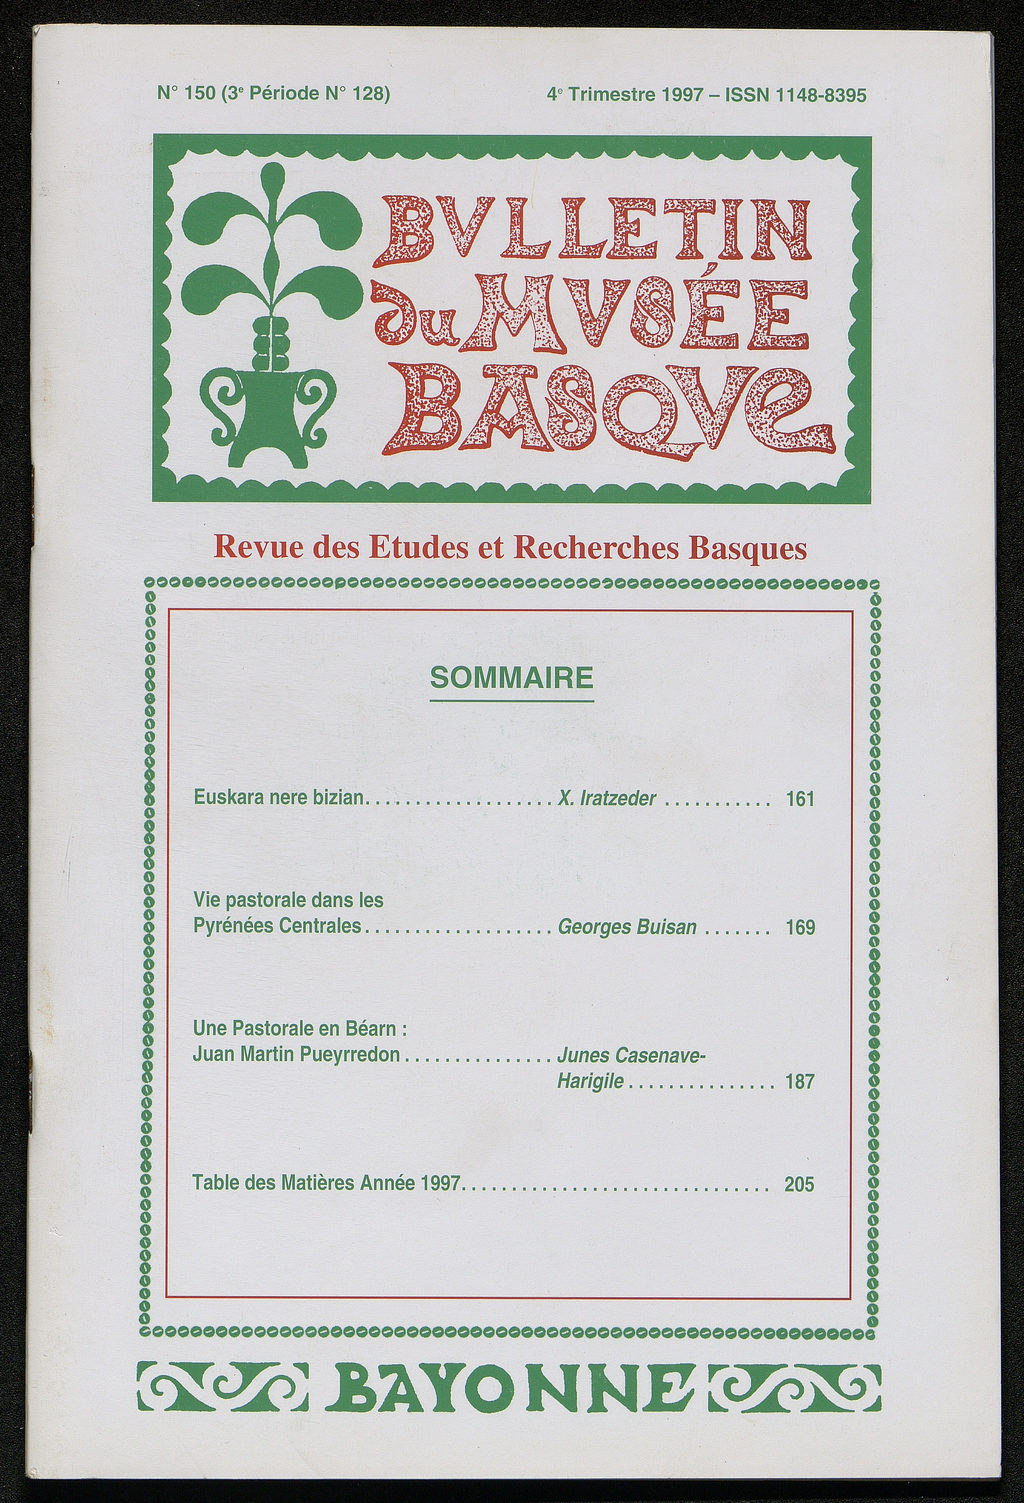 N° 150 (3e Période N° 128)
4e Trimestre 1997 – ISSN 1148-8395
BVLLETIN
du MVSÉE
BASQVE
Revue des Etudes et Recherches Basques
SOMMAIRE
Euskara nere bizian................... X. Iratzeder ........... 161
Vie pastorale dans les
Pyrénées Centrales................... Georges Buisan ....... 169
Une Pastorale en Béarn :
Juan Martin Pueyrredon............... Junes Casenave-
Harigile............... 187
Table des Matières Année 1997............................... 205
BAYONNE